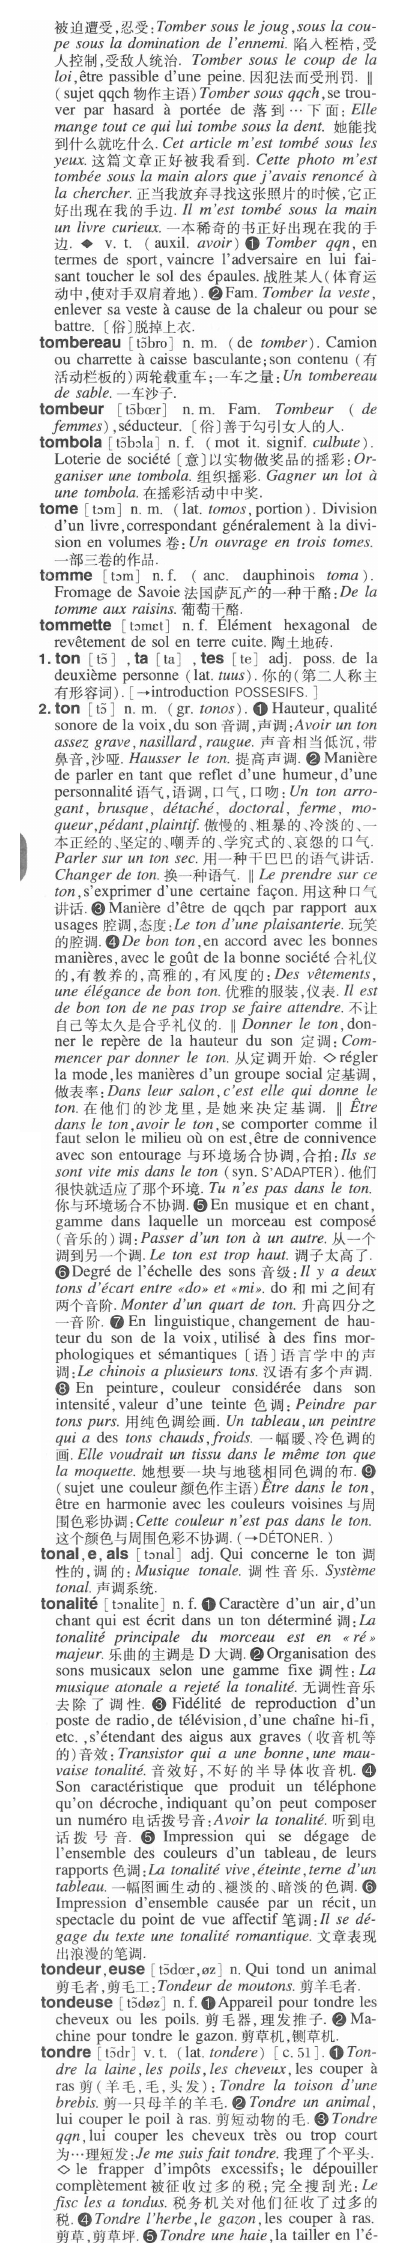 被迫遭受,忍受:Tomber sous le joug,sous la cou-
pe sous la domination de l'ennemi. 陷入桎梏,受
人控制,受敌人统治. Tomber sous le coup de la
loi,être passible d'une peine. 因犯法而受刑罚. ‖
(sujet qqch 物作主语) Tomber sous qqch,se trou-
ver par hasard à portée de 落到…下面: Elle
mange tout ce qui lui tombe sous la dent. 她能找
到什么就吃什么. Cet article m'est tombé sous les
yeux. 这篇文章正好被我看到. Cette photo m'est
tombée sous la main alors que j'avais renoncé à
la chercher. 正当我放弃寻找这张照片的时候,它正
好出现在我的手边. Il m'est tombé sous la main
un livre curieux. 一本稀奇的书正好出现在我的手
边. ◆ v. t. (auxil. avoir) ❶ Tomber qqn, en
termes de sport, vaincre l'adversaire en lui fai-
sant toucher le sol des épaules. 战胜某人(体育运
动中,使对手双肩着地). ❷ Fam. Tomber la veste,
enlever sa veste à cause de la chaleur ou pour se
battre. 〔俗〕脱掉上衣.
tombereau [tɔ̃bro] n. m. (de tomber). Camion
ou charrette à caisse basculante; son contenu (有
活动栏板的)两轮载重车;一车之量: Un tombereau
de sable. 一车沙子.
tombeur [tɔ̃bœr] n. m. Fam. Tombeur (de
femmes),séducteur. 〔俗〕善于勾引女人的人.
tombola [tɔ̃bɔla] n. f. (mot it. signif. culbute).
Loterie de société 〔意〕以实物做奖品的摇彩: Or-
ganiser une tombola. 组织摇彩. Gagner un lot à
une tombola. 在摇彩活动中中奖.
tome [tɔm] n. m. (lat. tomos, portion). Division
d'un livre,correspondant généralement à la divi-
sion en volumes 卷: Un ouvrage en trois tomes.
一部三卷的作品.
tomme [tɔm] n. f. (anc. dauphinois toma).
Fromage de Savoie 法国萨瓦产的一种干酪: De la
tomme aux raisins. 葡萄干酪.
tommette [tɔmɛt] n. f. Élément hexagonal de
revêtement de sol en terre cuite. 陶土地砖.
1. ton [tɔ̃], ta [ta], tes [te] adj. poss. de la
deuxième personne (lat. tuus). 你的(第二人称主
有形容词). [→introduction POSSESIFS. ]
2. ton [tɔ̃] n. m. (gr. tonos). ❶ Hauteur, qualité
sonore de la voix, du son 音调,声调: Avoir un ton
assez grave, nasillard, raugue. 声音相当低沉,带
鼻音,沙哑. Hausser le ton. 提高声调. ❷ Manière
de parler en tant que reflet d'une humeur, d'une
personnalité 语气,语调,口气,口吻: Un ton arro-
gant, brusque, détaché, doctoral, ferme, mo-
queur,pédant,plaintif. 傲慢的、粗暴的、冷淡的、一
本正经的、坚定的、嘲弄的、学究式的、哀怨的口气.
Parler sur un ton sec. 用一种干巴巴的语气讲话.
Changer de ton. 换一种语气. ‖ Le prendre sur ce
ton,s'exprimer d'une certaine façon. 用这种口气
讲话. ❸ Manière d'être de qqch par rapport aux
usages 腔调,态度: Le ton d'une plaisanterie. 玩笑
的腔调. ❹ De bon ton,en accord avec les bonnes
manières, avec le goût de la bonne société 合礼仪
的,有教养的,高雅的,有风度的: Des vêtements,
une élégance de bon ton. 优雅的服装,仪表. Il est
de bon ton de ne pas trop se faire attendre. 不让
自己等太久是合乎礼仪的. ‖ Donner le ton, don-
ner le repère de la hauteur du son 定调: Com-
mencer par donner le ton. 从定调开始. ◇ régler
la mode,les manières d'un groupe social 定基调,
做表率: Dans leur salon, c'est elle qui donne le
ton. 在他们的沙龙里,是她来决定基调. ‖ Être
dans le ton, avoir le ton, se comporter comme il
faut selon le milieu où on est,être de connivence
avec son entourage 与环境场合协调,合拍: Ils se
sont vite mis dans le ton (syn. S'ADAPTER). 他们
很快就适应了那个环境. Tu n'es pas dans le ton.
你与环境场合不协调. ❺ En musique et en chant,
gamme dans laquelle un morceau est composé
(音乐的)调: Passer d'un ton à un autre. 从一个
调到另一个调. Le ton est trop haut. 调子太高了.
❻ Degré de l'échelle des sons 音级: Il y a deux
tons d'écart entre «do» et «mi». do 和 mi 之间有
两个音阶. Monter d'un quart de ton. 升高四分之
一音阶. ❼ En linguistique, changement de hau-
teur du son de la voix, utilisé à des fins mor-
phologiques et sémantiques 〔语〕语言学中的声
调: Le chinois a plusieurs tons. 汉语有多个声调.
❽ En peinture, couleur considérée dans son
intensité, valeur d'une teinte 色调: Peindre par
tons purs. 用纯色调绘画. Un tableau, un peintre
qui a des tons chauds, froids. 一幅暖、冷色调的
画. Elle voudrait un tissu dans le même ton que
la moquette. 她想要一块与地毯相同色调的布. ❾
(sujet une couleur 颜色作主语) Être dans le ton,
être en harmonie avec les couleurs voisines 与周
围色彩协调: Cette couleur n'est pas dans le ton.
这个颜色与周围色彩不协调. (→DÉTONER. )
tonal,e,als [tɔnal] adj. Qui concerne le ton 调
性的,调的: Musique tonale. 调性音乐. Système
tonal. 声调系统.
tonalité [tɔnalite] n. f. ❶ Caractère d'un air, d'un
chant qui est écrit dans un ton déterminé 调: La
tonalité principale du morceau est en «ré»
majeur. 乐曲的主调是 D 大调. ❷ Organisation des
sons musicaux selon une gamme fixe 调性: La
musique atonale a rejeté la tonalité. 无调性音乐
去除了调性. ❸ Fidélité de reproduction d'un
poste de radio, de télévision, d'une chaîne hi-fi,
etc. ,s'étendant des aigus aux graves (收音机等
的)音效: Transistor qui a une bonne, une mau-
vaise tonalité. 音效好,不好的半导体收音机. ❹
Son caractéristique que produit un téléphone
qu'on décroche, indiquant qu'on peut composer
un numéro 电话拨号音: Avoir la tonalité. 听到电
话拨号音. ❺ Impression qui se dégage de
l'ensemble des couleurs d'un tableau, de leurs
rapports 色调: La tonalité vive, éteinte, terne d'un
tableau. 一幅图画生动的、褪淡的、暗淡的色调. ❻
Impression d'ensemble causée par un récit, un
spectacle du point de vue affectif 笔调: Il se dé-
gage du texte une tonalité romantique. 文章表现
出浪漫的笔调.
tondeur,euse [tɔ̃dœr,øz] n. Qui tond un animal
剪毛者,剪毛工: Tondeur de moutons. 剪羊毛者.
tondeuse [tɔ̃døz] n. f. ❶ Appareil pour tondre les
cheveux ou les poils. 剪毛器,理发推子. ❷ Ma-
chine pour tondre le gazon. 剪草机,铡草机.
tondre [tɔ̃dr] v. t. (lat. tondere) [c. 51]. ❶ Ton-
dre la laine, les poils, les cheveux, les couper à
ras 剪(羊毛,毛,头发): Tondre la toison d'une
brebis. 剪一只母羊的羊毛. ❷ Tondre un animal,
lui couper le poil à ras. 剪短动物的毛. ❸ Tondre
qqn, lui couper les cheveux très ou trop court
为…理短发: Je me suis fait tondre. 我理了个平头.
◇ le frapper d'impôts excessifs; le dépouiller
complètement 被征收过多的税;完全搜刮光: Le
fisc les a tondus. 税务机关对他们征收了过多的
税. ❹ Tondre l'herbe, le gazon, les couper à ras.
剪草,剪草坪. ❺ Tondre une haie, la tailler en l'é-